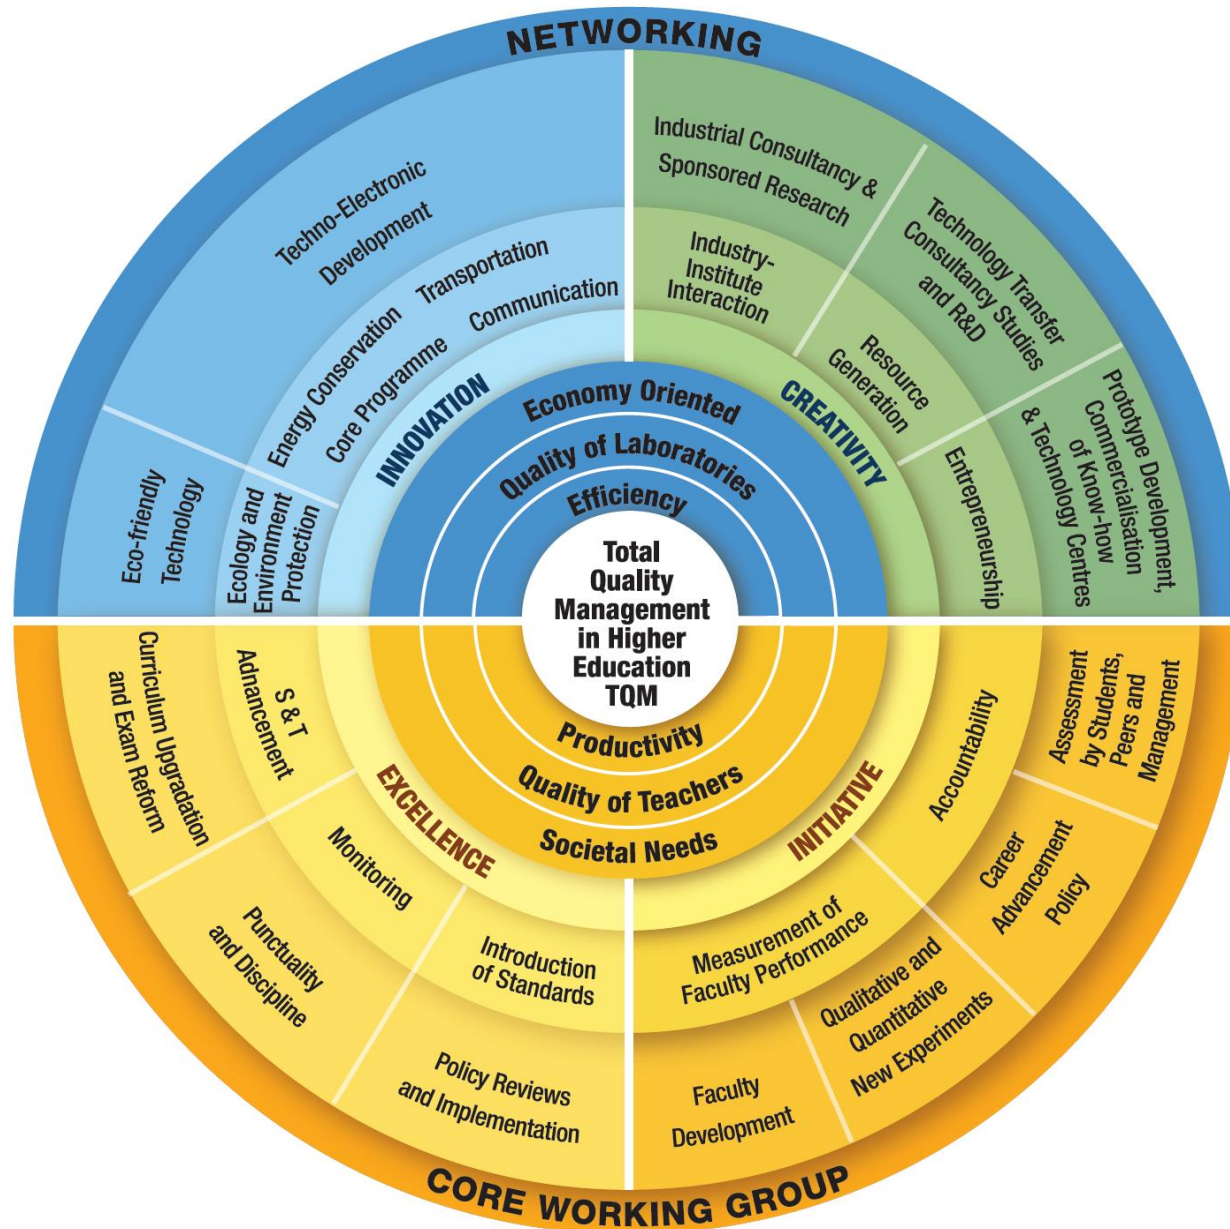 NETWORKING
Techno-Electronic
Development
Transportation
Communication
Energy Conservation
Core Programme
INNOVATION
Eco-friendly
Technology
Ecology and
Environment
Protection
Industrial Consultancy &
Sponsored Research
Industry-
Institute
Interaction
Technology Transfer
Consultancy Studies
and R&D
Resource
Generation
CREATIVITY
Prototype Development,
Commercialisation
of Know-how
& Technology Centres
Entrepreneurship
Economy Oriented
Quality of Laboratories
Efficiency
Total
Quality
Management
in Higher
Education
TQM
Productivity
Quality of Teachers
Societal Needs
Curriculum Upgradation
and Exam Reform
S & T
Adnancement
EXCELLENCE
Monitoring
Punctuality
and Discipline
Introduction
of Standards
Policy Reviews
and Implementation
INITIATIVE
Accountability
Assessment
by Students,
Peers and
Management
Career
Advancement
Policy
Measurement of
Faculty Performance
Qualitative and
Quantitative
New Experiments
Faculty
Development
CORE WORKING GROUP